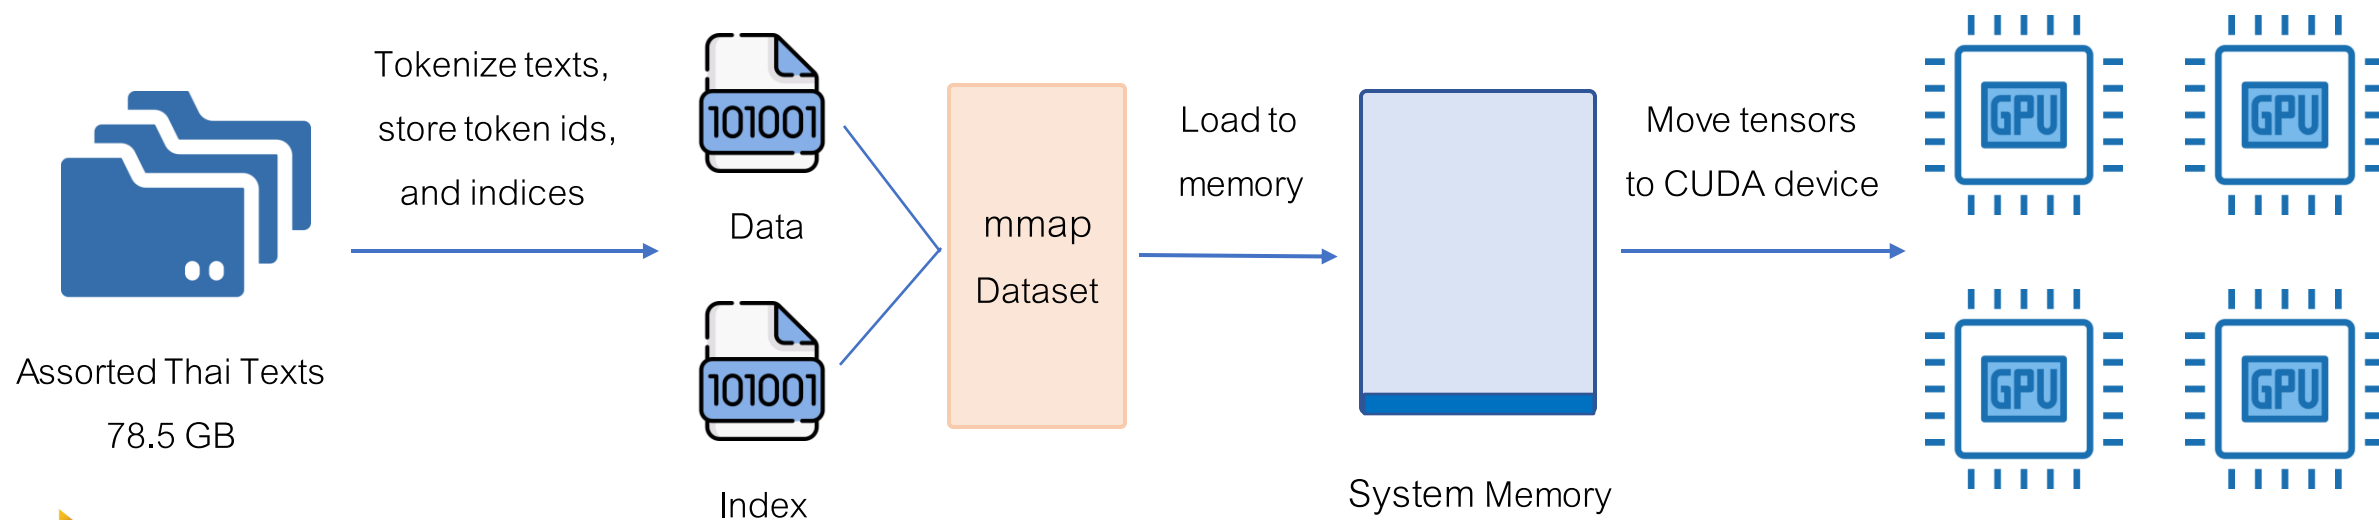 Assorted Thai Texts
78.5 GB
Tokenize texts,
store token ids,
and indices
101001
Data
101001
Index
mmap
Dataset
Load to
memory
System Memory
Move tensors
to CUDA device
GPU
GPU
GPU
GPU